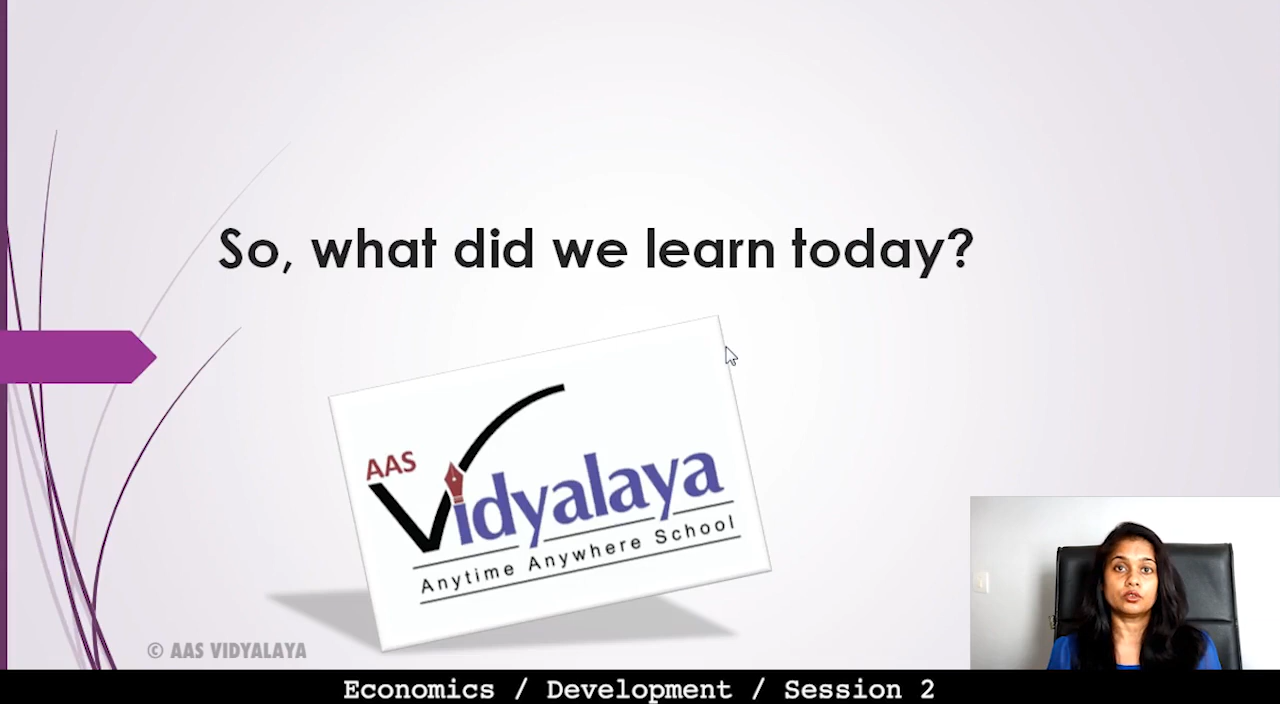 So, what did we learn today?
AAS
Vidyalaya
Anytime Anywhere School
© AAS VIDYALAYA
Economics / Development / Session 2